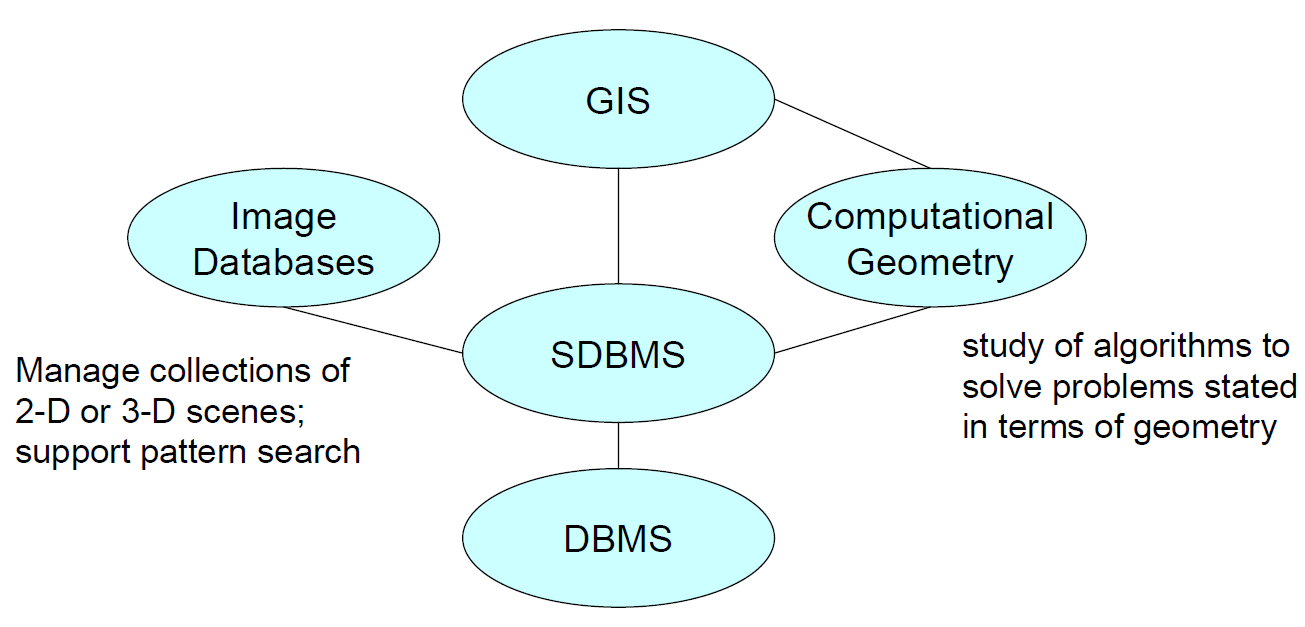 GIS
Image
Databases
Computational
Geometry
SDBMS
Manage collections of
2-D or 3-D scenes;
support pattern search
study of algorithms to
solve problems stated
in terms of geometry
DBMS